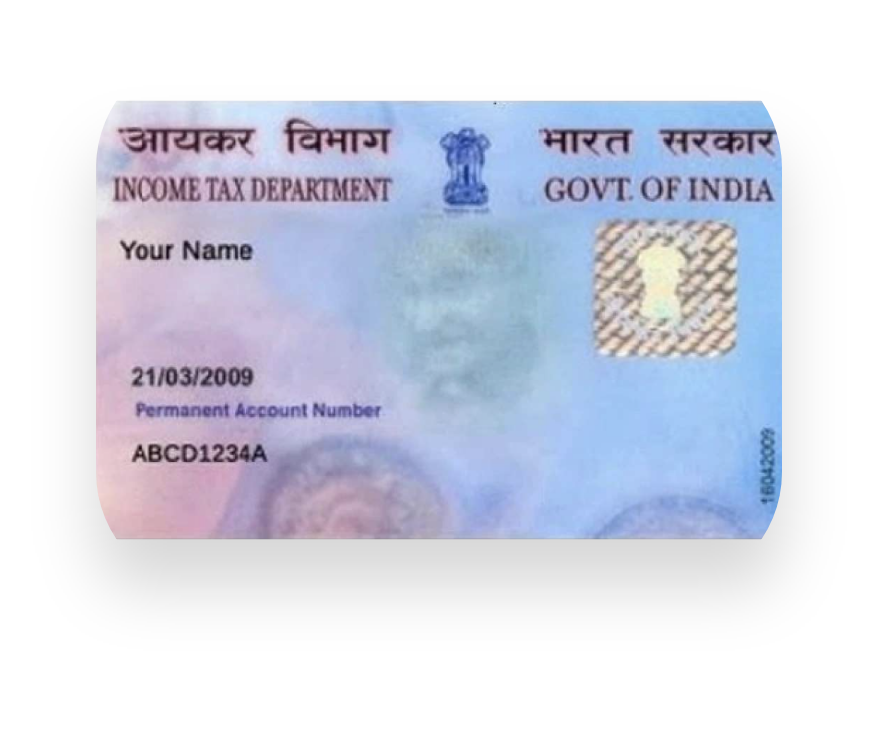 आयकर विभाग भारत सरकार
INCOME TAX DEPARTMENT GOVT. OF INDIA
Your Name
21/03/2009
Permanent Account Number
ABCD1234A
16042009